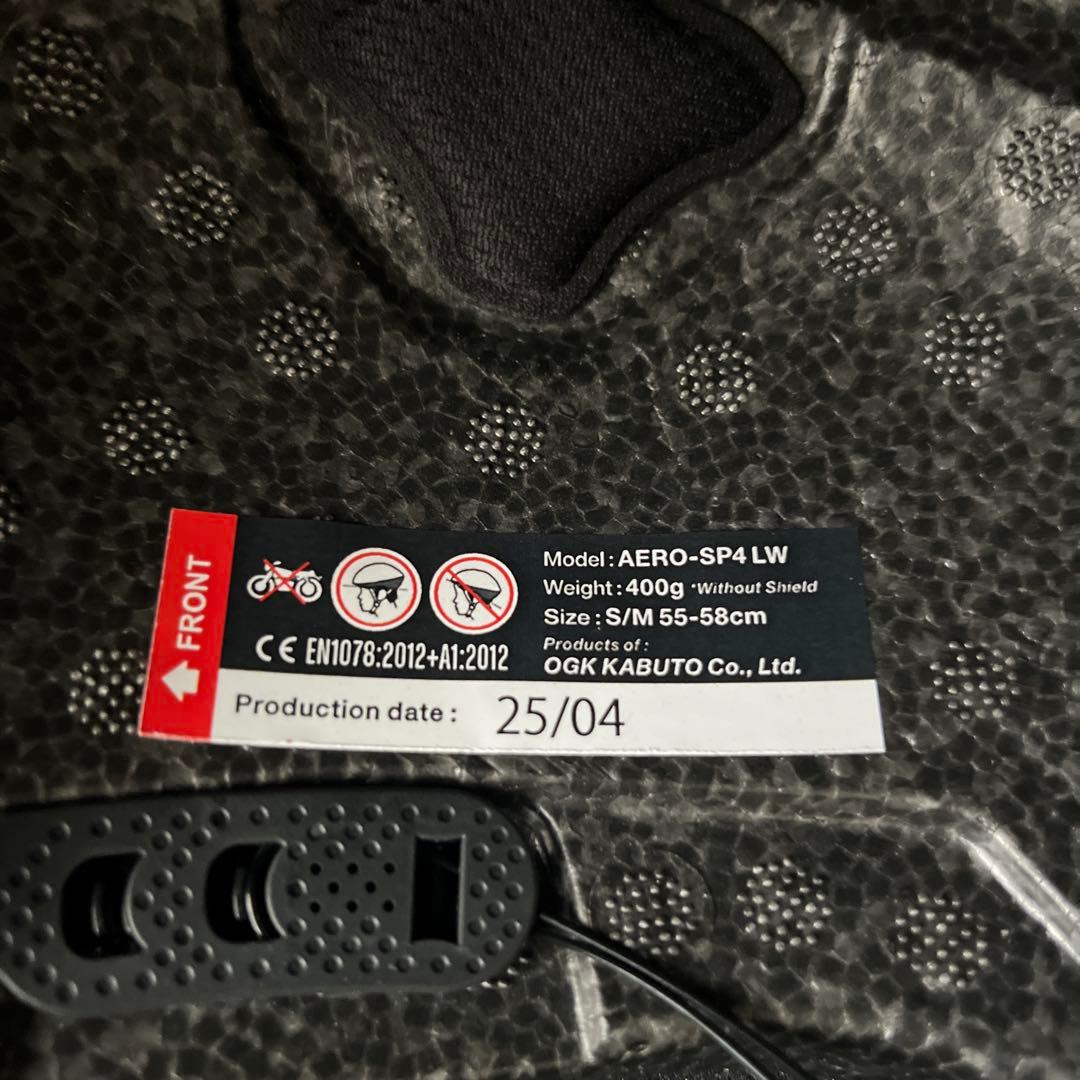 FRONT
CE EN1078:2012+A1:2012
Model: AERO-SP4 LW
Weight: 400g ·Without Shield
Size: S/M 55-58cm
Products of:
OGK KABUTO Co., Ltd.
Production date: 25/04